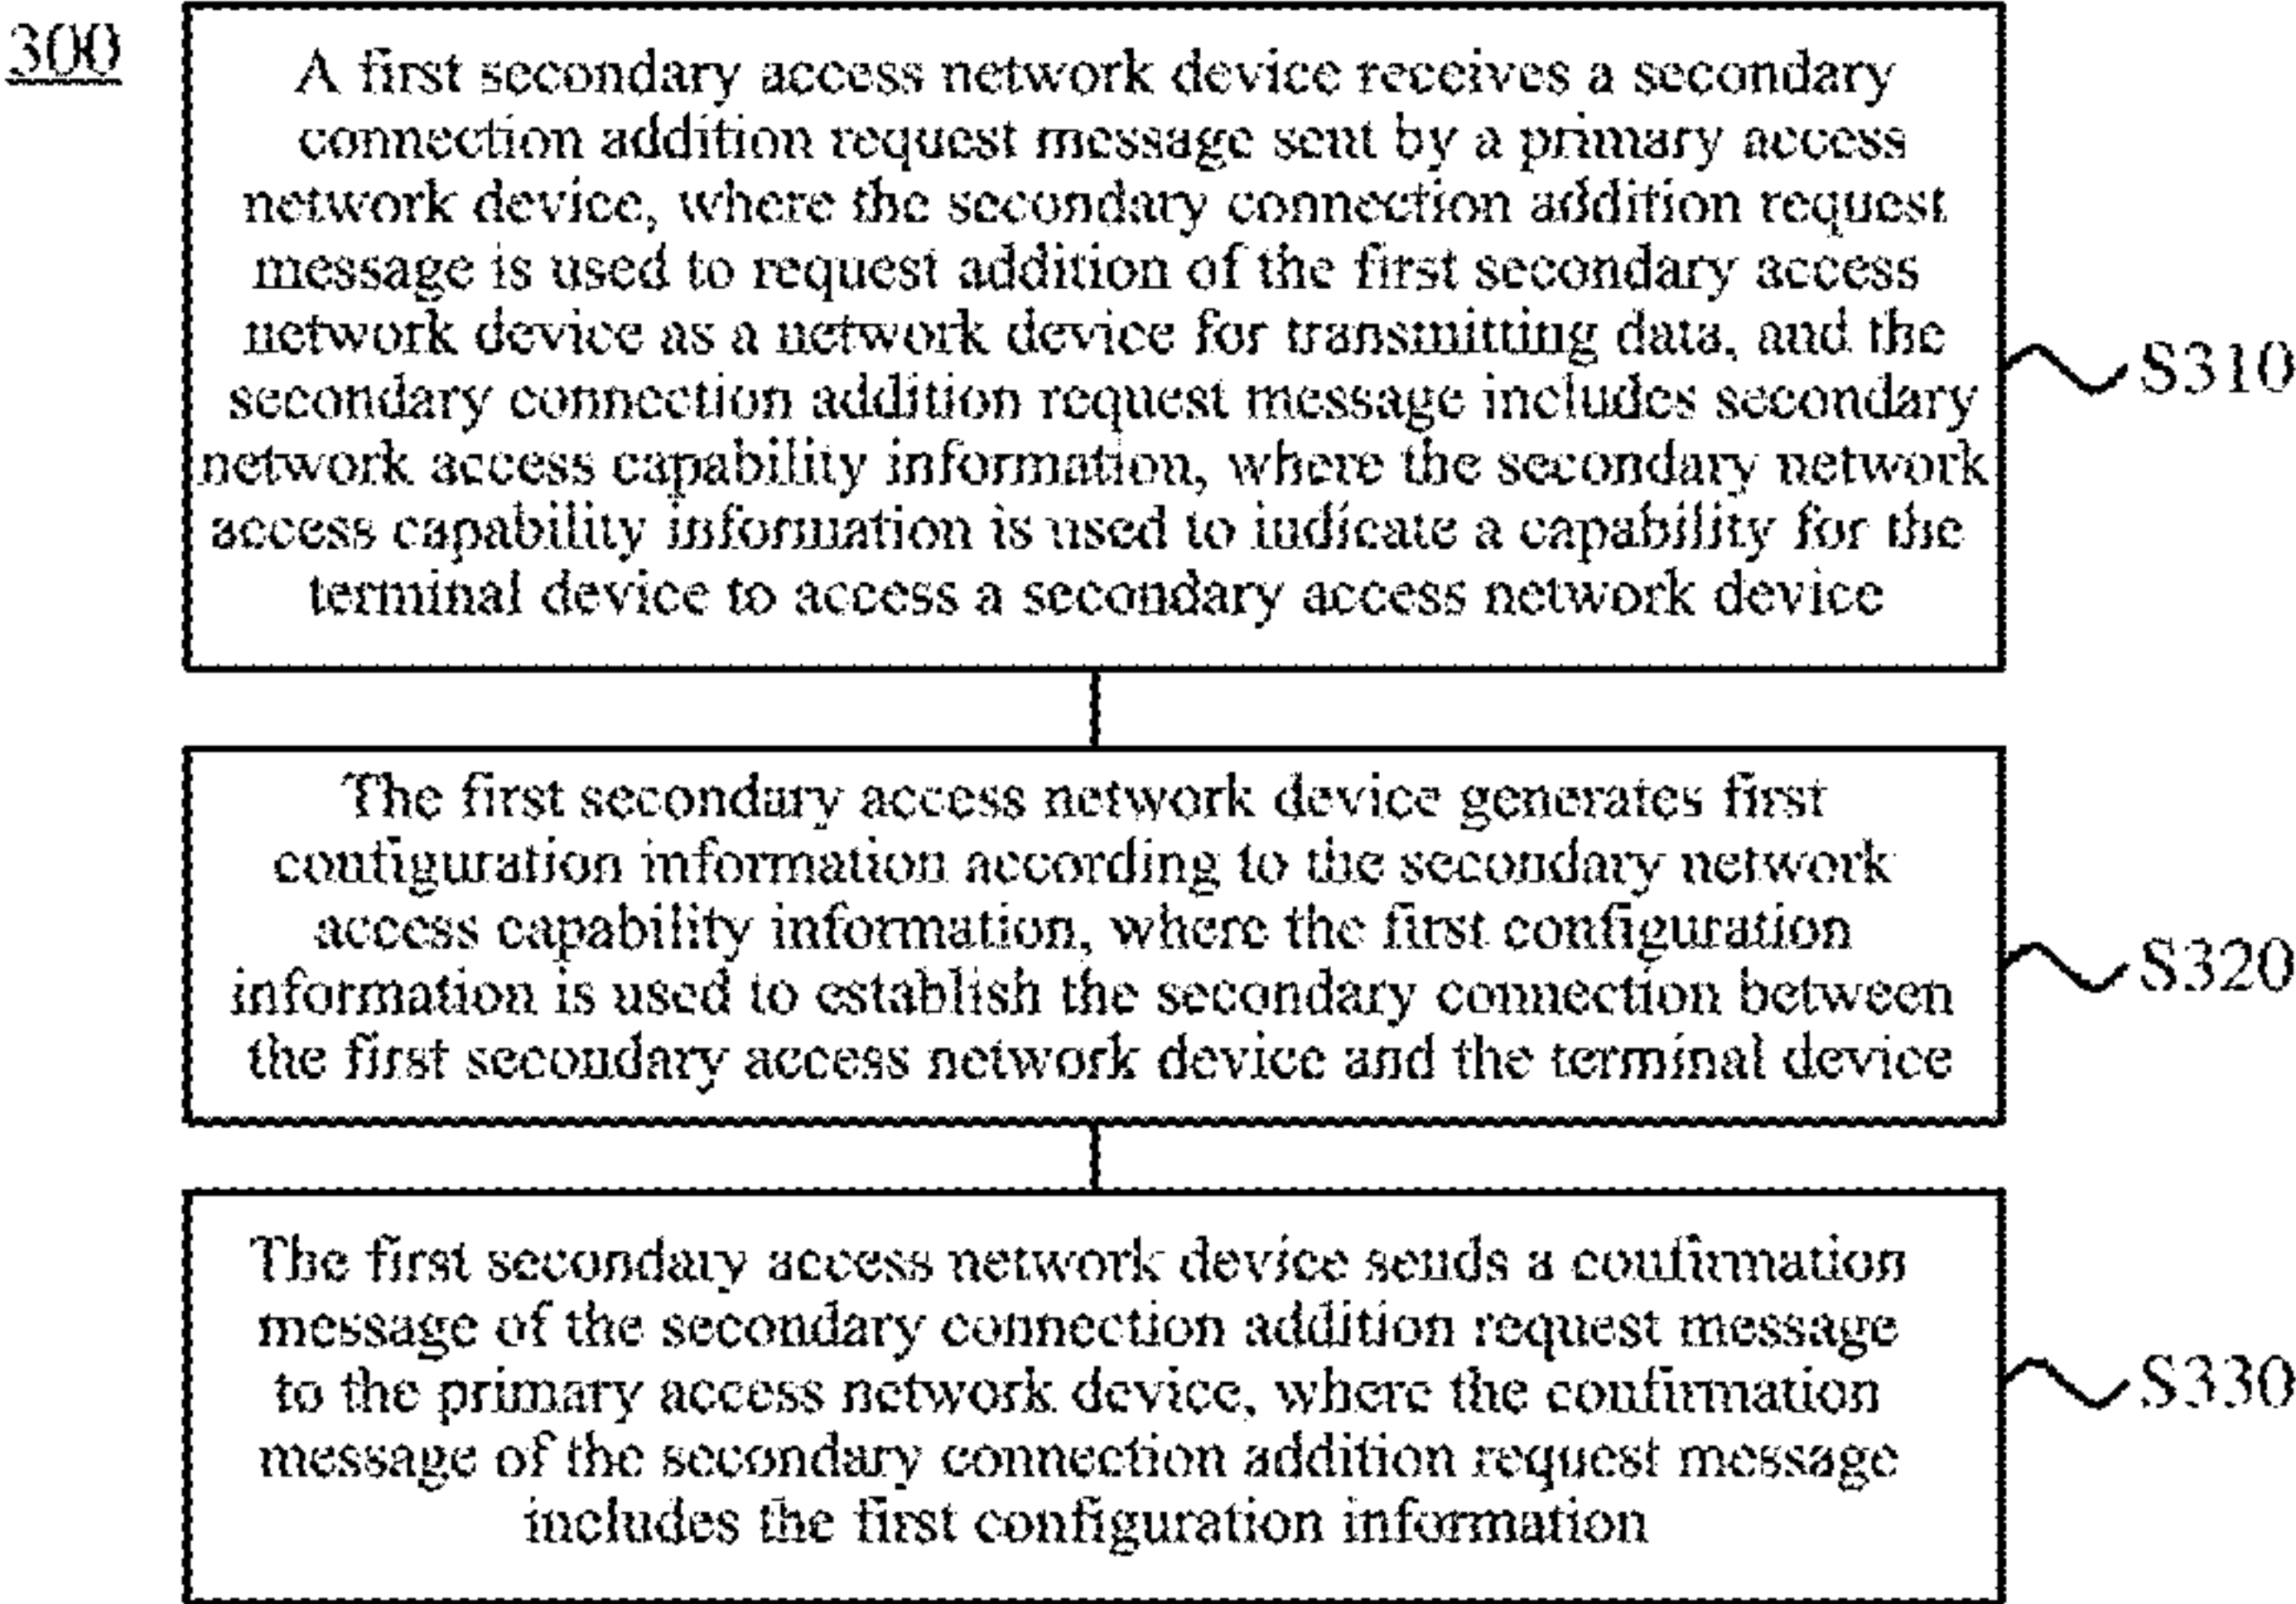 300
A first secondary access network device receives a secondary
connection addition request message sent by a primary access
network device, where the secondary connection addition request
message is used to request addition of the first secondary access
network device as a network device for transmitting data, and the
secondary connection addition request message includes secondary
network access capability information, where the secondary network
access capability information is used to indicate a capability for the
terminal device to access a secondary access network device
S310
The first secondary access network device generates first
configuration information according to the secondary network
access capability information, where the first configuration
information is used to establish the secondary connection between
the first secondary access network device and the terminal device
S320
The first secondary access network device sends a confirmation
message of the secondary connection addition request message
to the primary access network device, where the confirmation
message of the secondary connection addition request message
includes the first configuration information
S330